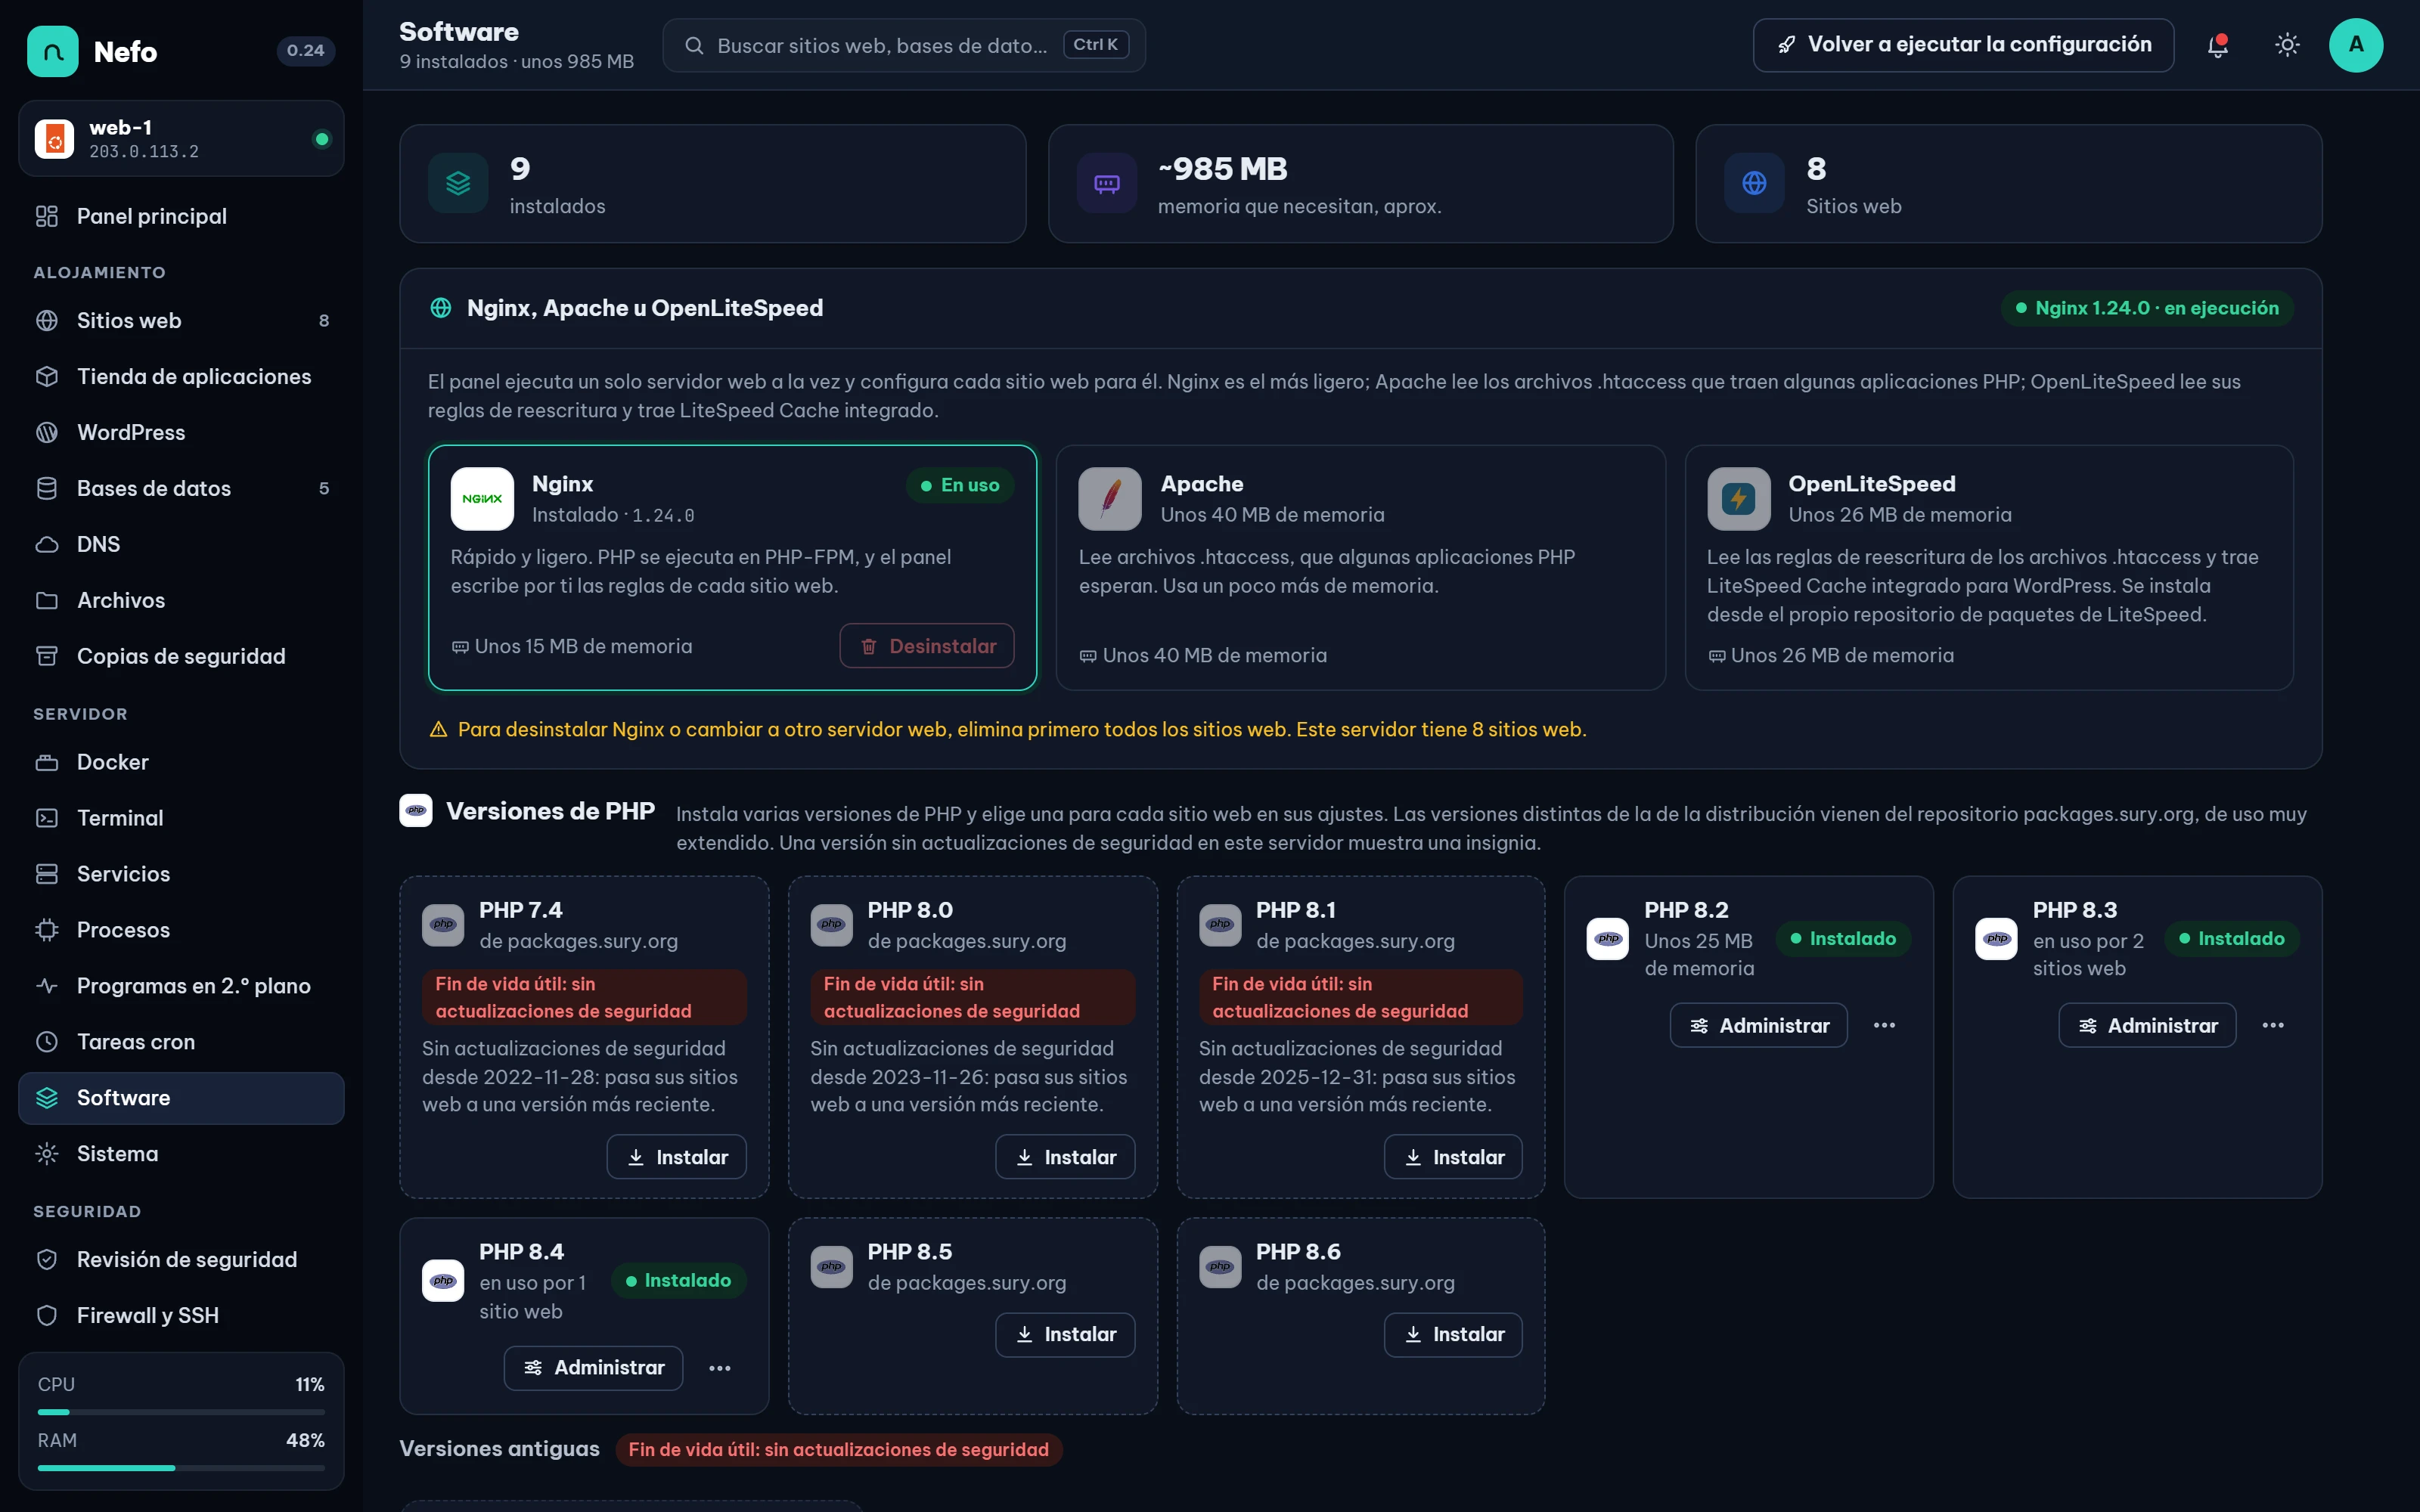 Nefo
0.24
web-1
203.0.113.2
Panel principal
ALOJAMIENTO
Sitios web
8
Tienda de aplicaciones
WordPress
Bases de datos
5
DNS
Archivos
Copias de seguridad
SERVIDOR
Docker
Terminal
Servicios
Procesos
Programas en 2.º plano
Tareas cron
Software
Sistema
SEGURIDAD
Revisión de seguridad
Firewall y SSH
CPU
11%
RAM
48%
Software
9 instalados · unos 985 MB
Buscar sitios web, bases de dato...
Ctrl K
Volver a ejecutar la configuración
A
9
instalados
~985 MB
memoria que necesitan, aprox.
8
Sitios web
Nginx, Apache u OpenLiteSpeed
Nginx 1.24.0 · en ejecución
El panel ejecuta un solo servidor web a la vez y configura cada sitio web para él. Nginx es el más ligero; Apache lee los archivos .htaccess que traen algunas aplicaciones PHP; OpenLiteSpeed lee sus
reglas de reescritura y trae LiteSpeed Cache integrado.
NGINX
Nginx
Instalado · 1.24.0
En uso
Rápido y ligero. PHP se ejecuta en PHP-FPM, y el panel
escribe por ti las reglas de cada sitio web.
Unos 15 MB de memoria
Desinstalar
Apache
Unos 40 MB de memoria
Lee archivos .htaccess, que algunas aplicaciones PHP
esperan. Usa un poco más de memoria.
Unos 40 MB de memoria
OpenLiteSpeed
Unos 26 MB de memoria
Lee las reglas de reescritura de los archivos .htaccess y trae
LiteSpeed Cache integrado para WordPress. Se instala
desde el propio repositorio de paquetes de LiteSpeed.
Unos 26 MB de memoria
Para desinstalar Nginx o cambiar a otro servidor web, elimina primero todos los sitios web. Este servidor tiene 8 sitios web.
php
Versiones de PHP
Instala varias versiones de PHP y elige una para cada sitio web en sus ajustes. Las versiones distintas de la de la distribución vienen del repositorio packages.sury.org, de uso muy
extendido. Una versión sin actualizaciones de seguridad en este servidor muestra una insignia.
php
PHP 7.4
de packages.sury.org
Fin de vida útil: sin
actualizaciones de seguridad
Sin actualizaciones de seguridad
desde 2022-11-28: pasa sus sitios
web a una versión más reciente.
Instalar
php
PHP 8.0
de packages.sury.org
Fin de vida útil: sin
actualizaciones de seguridad
Sin actualizaciones de seguridad
desde 2023-11-26: pasa sus sitios
web a una versión más reciente.
Instalar
php
PHP 8.1
de packages.sury.org
Fin de vida útil: sin
actualizaciones de seguridad
Sin actualizaciones de seguridad
desde 2025-12-31: pasa sus sitios
web a una versión más reciente.
Instalar
php
PHP 8.2
Unos 25 MB
de memoria
Instalado
Administrar
php
PHP 8.3
en uso por 2
sitios web
Instalado
Administrar
php
PHP 8.4
en uso por 1
sitio web
Instalado
Administrar
php
PHP 8.5
de packages.sury.org
Instalar
php
PHP 8.6
de packages.sury.org
Instalar
Versiones antiguas
Fin de vida útil: sin actualizaciones de seguridad